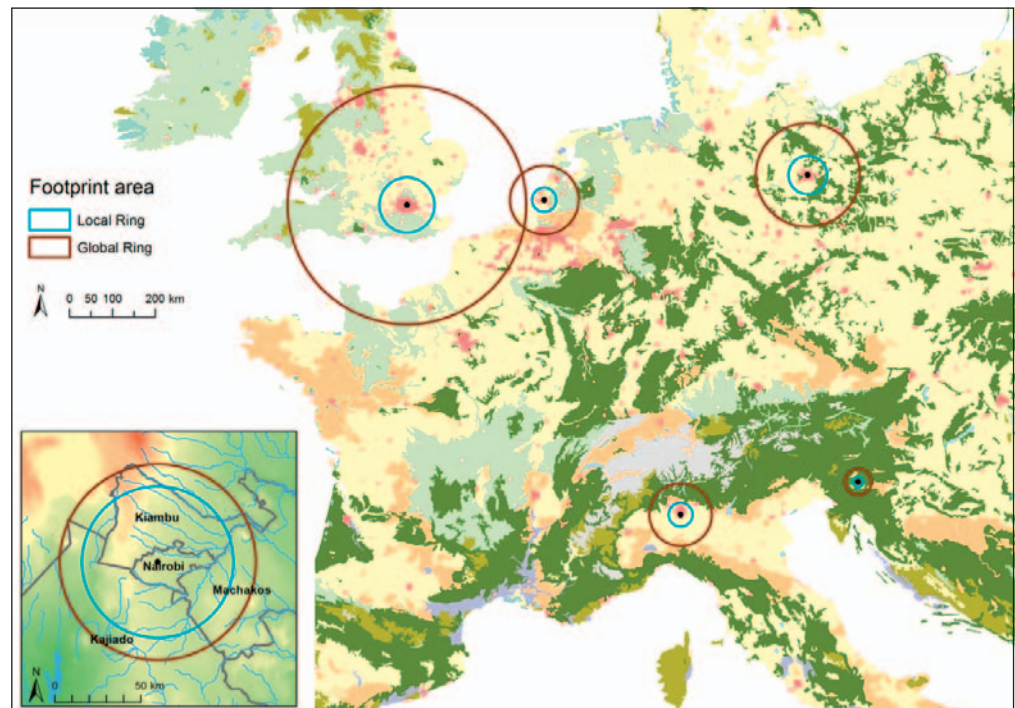 Footprint area
Local Ring
Global Ring
N
0 50 100 200 km
Kiambu
Nairobi
Machakos
Kajiado
N
0 50 km